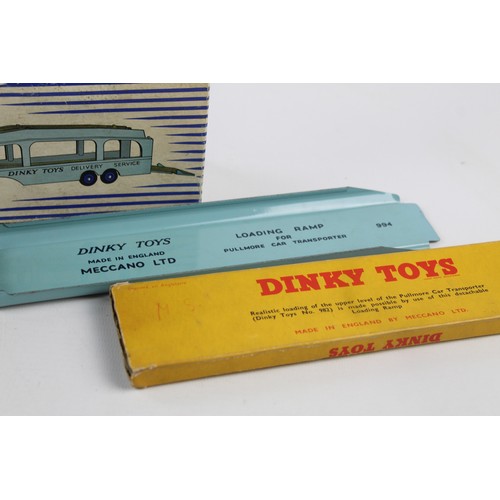 DINKY TOYS DELIVERY SERVICE
DINKY TOYS
MADE IN ENGLAND
MECCANO LTD
LOADING RAMP
FOR
PULLMORE CAR TRANSPORTER
994
DINKY TOYS
Realistic loading of the upper level of the Pullmore Car Transporter
(Dinky Toys No. 982) is made possible by use of this detachable
Loading Ramp
MADE IN ENGLAND BY MECCANO LTD.
DINKY TOYS